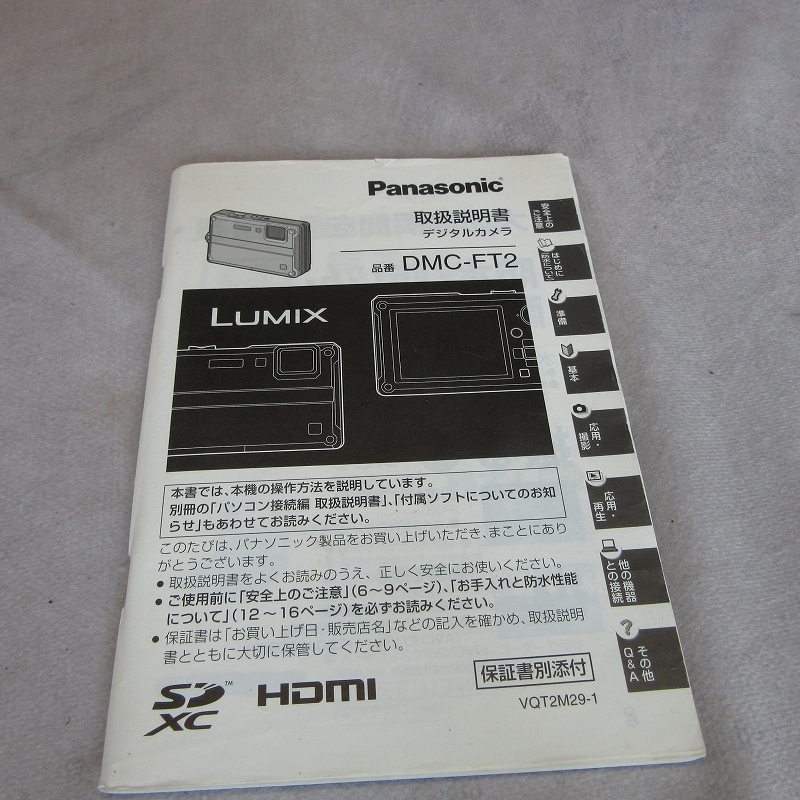 Panasonic
取扱説明書
デジタルカメラ
品番 DMC-FT2
LUMIX
本書では、本機の操作方法を説明しています。
別冊の「パソコン接続編 取扱説明書」、「付属ソフトについてのお知
らせ」もあわせてお読みください。
このたびは、パナソニック製品をお買い上げいただき、まことにあり
がとうございます。
● 取扱説明書をよくお読みのうえ、正しく安全にお使いください。
● ご使用前に「安全上のご注意」(6～9ページ)、「お手入れと防水性能
について」(12～16ページ)を必ずお読みください。
● 保証書は「お買い上げ日・販売店名」などの記入を確かめ、取扱説明
書とともに大切に保管してください。
保証書別添付
SD XC ™
HDMI
VQT2M29-1
安全上の
ご注意
はじめに
防水について
準備
基本
応用・
撮影
応用・
再生
他の機器
との接続
その他
Q&A